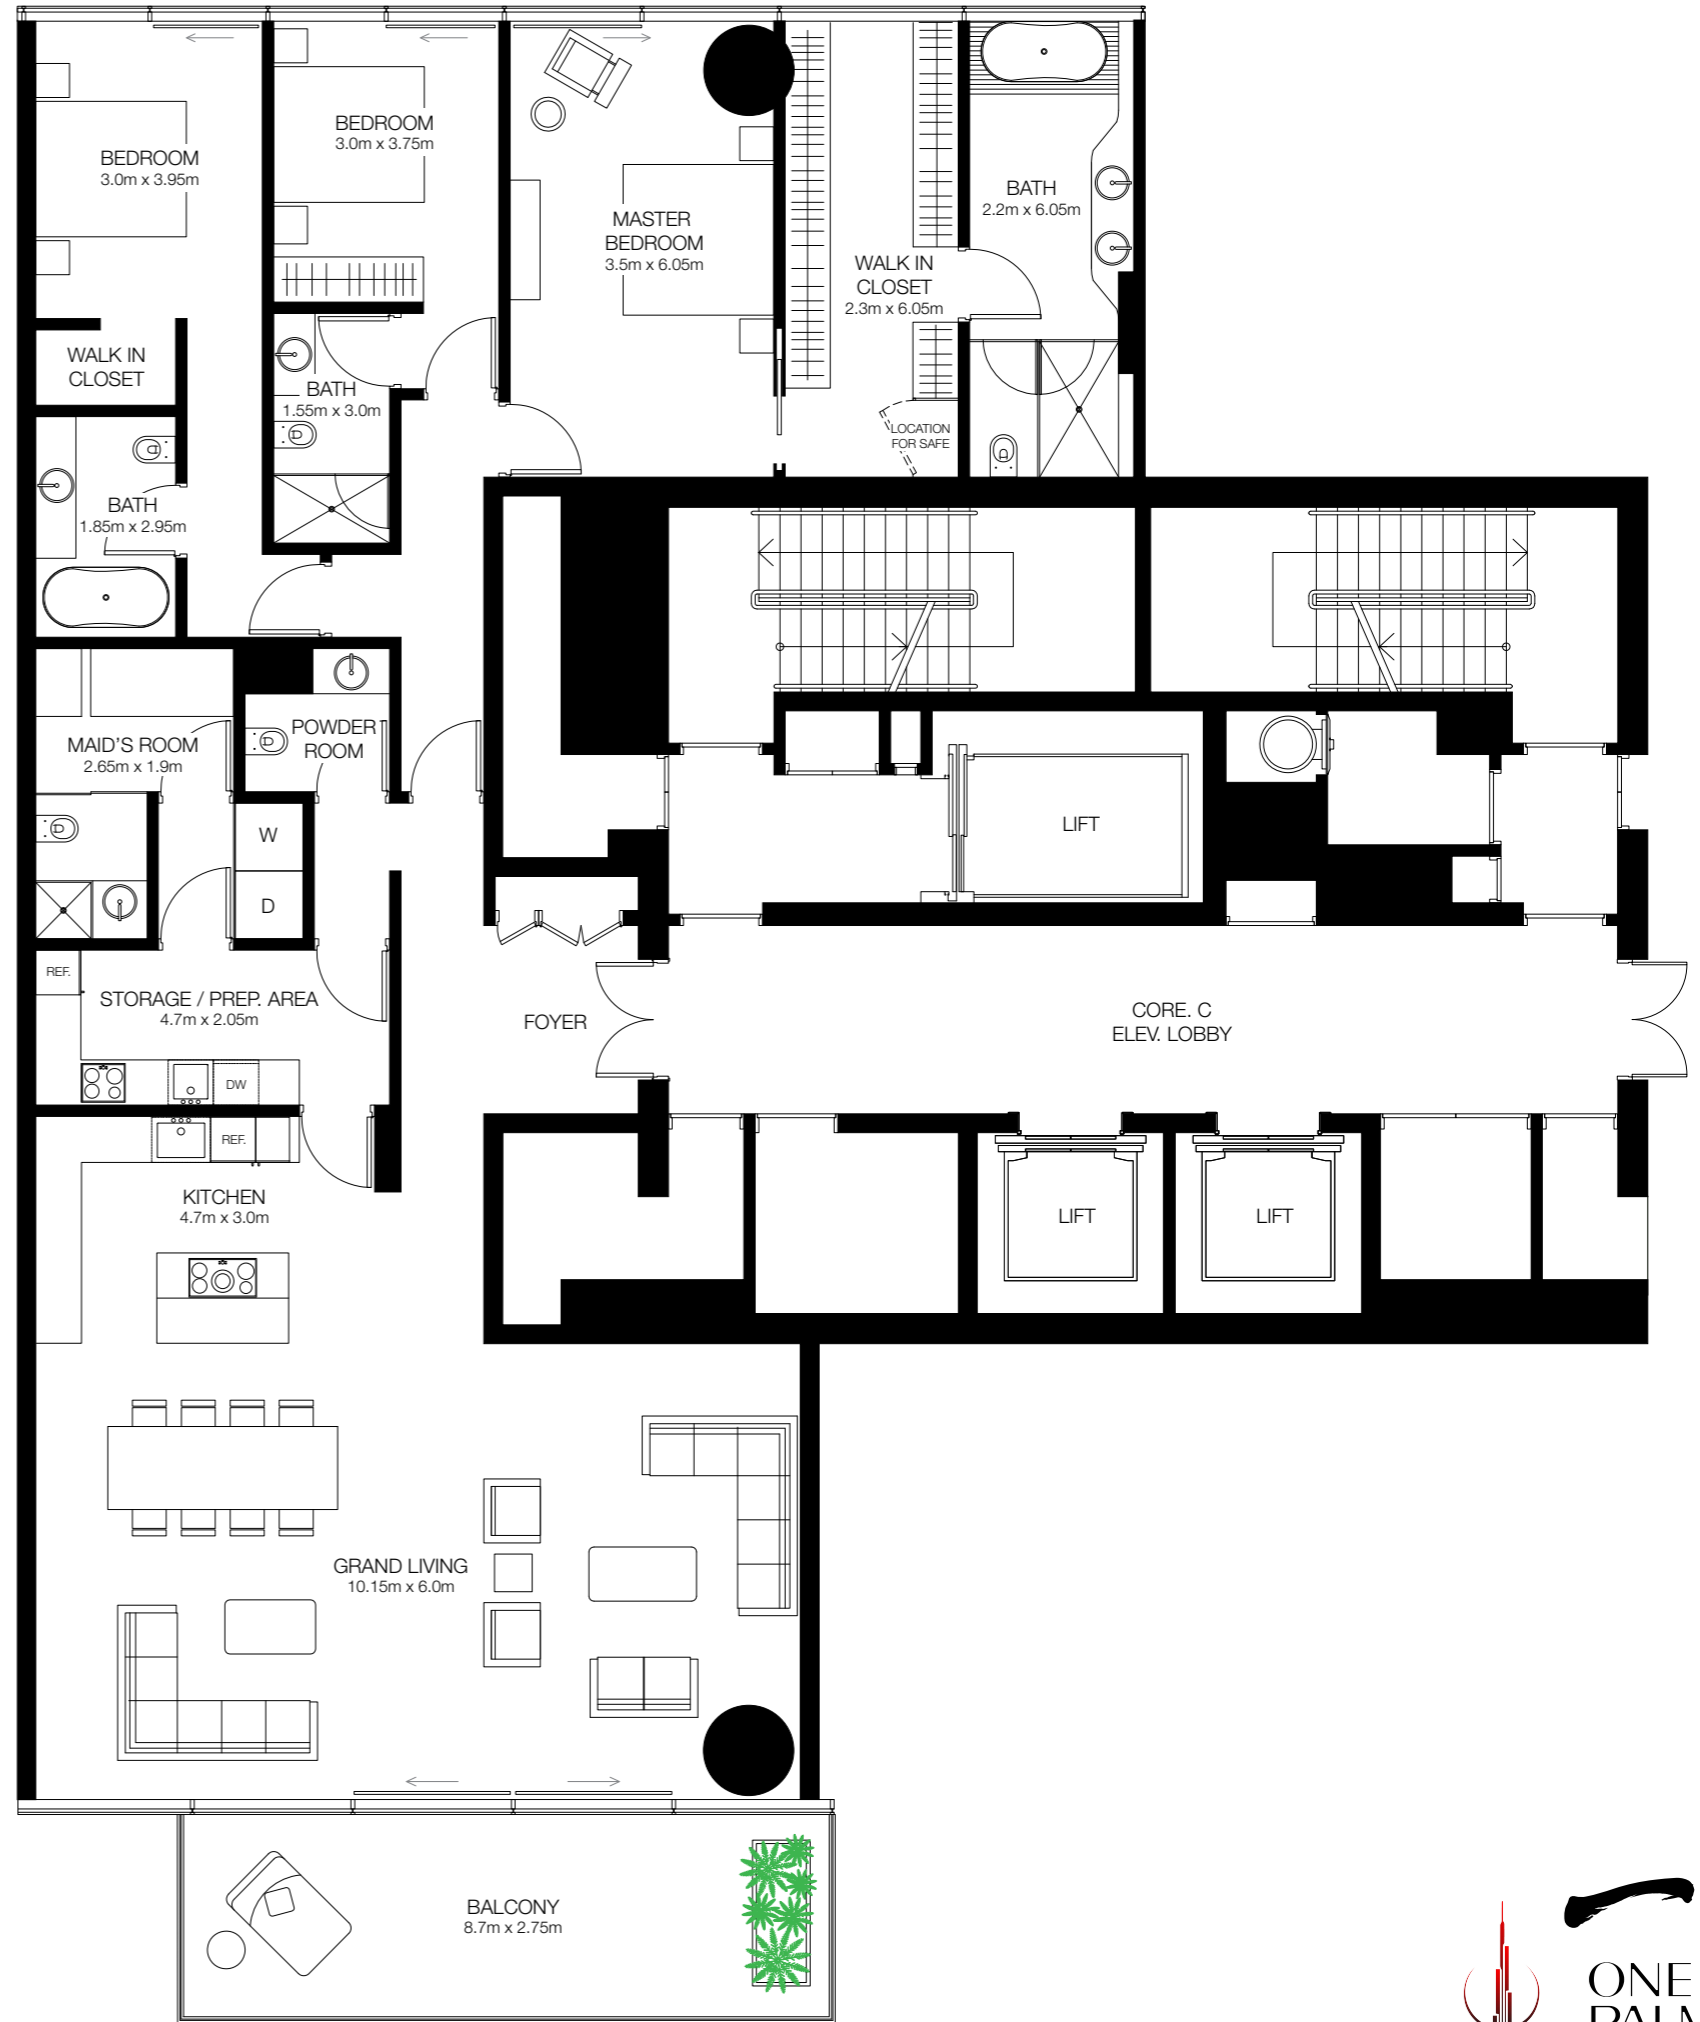 BEDROOM
3.0m x 3.95m
BEDROOM
3.0m x 3.75m
MASTER
BEDROOM
3.5m x 6.05m
WALK IN
CLOSET
2.3m x 6.05m
BATH
2.2m x 6.05m
WALK IN
CLOSET
BATH
1.55m x 3.0m
LOCATION
FOR SAFE
BATH
1.85m x 2.95m
MAID'S ROOM
2.65m x 1.9m
POWDER
ROOM
W
D
LIFT
REF.
STORAGE / PREP. AREA
4.7m x 2.05m
DW
FOYER
CORE. C
ELEV. LOBBY
REF.
KITCHEN
4.7m x 3.0m
LIFT
LIFT
GRAND LIVING
10.15m x 6.0m
BALCONY
8.7m x 2.75m
ONE
PALM